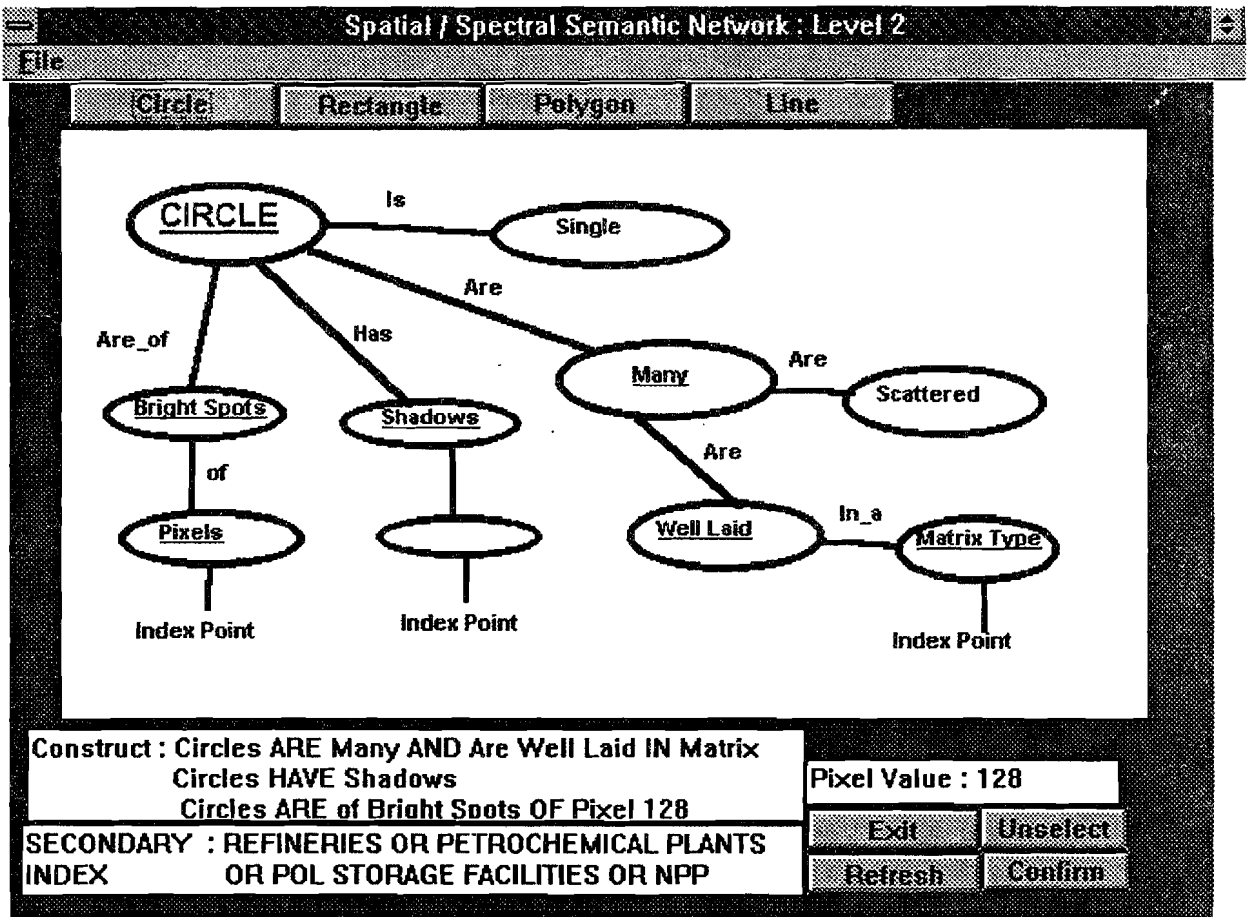 Spatial / Spectral Semantic Network : Level 2
File
Circle Rectangle Polygon Line
CIRCLE Is Single
Are
Are_of Has
Many Are Scattered
Bright Spots Shadows
Are
of
Pixels Well Laid In_a Matrix Type
Index Point Index Point Index Point
Construct : Circles ARE Many AND Are Well Laid IN Matrix
Circles HAVE Shadows
Circles ARE of Bright Spots OF Pixel 128
Pixel Value : 128
SECONDARY : REFINERIES OR PETROCHEMICAL PLANTS
INDEX OR POL STORAGE FACILITIES OR NPP
Exit Unselect
Refresh Confirm